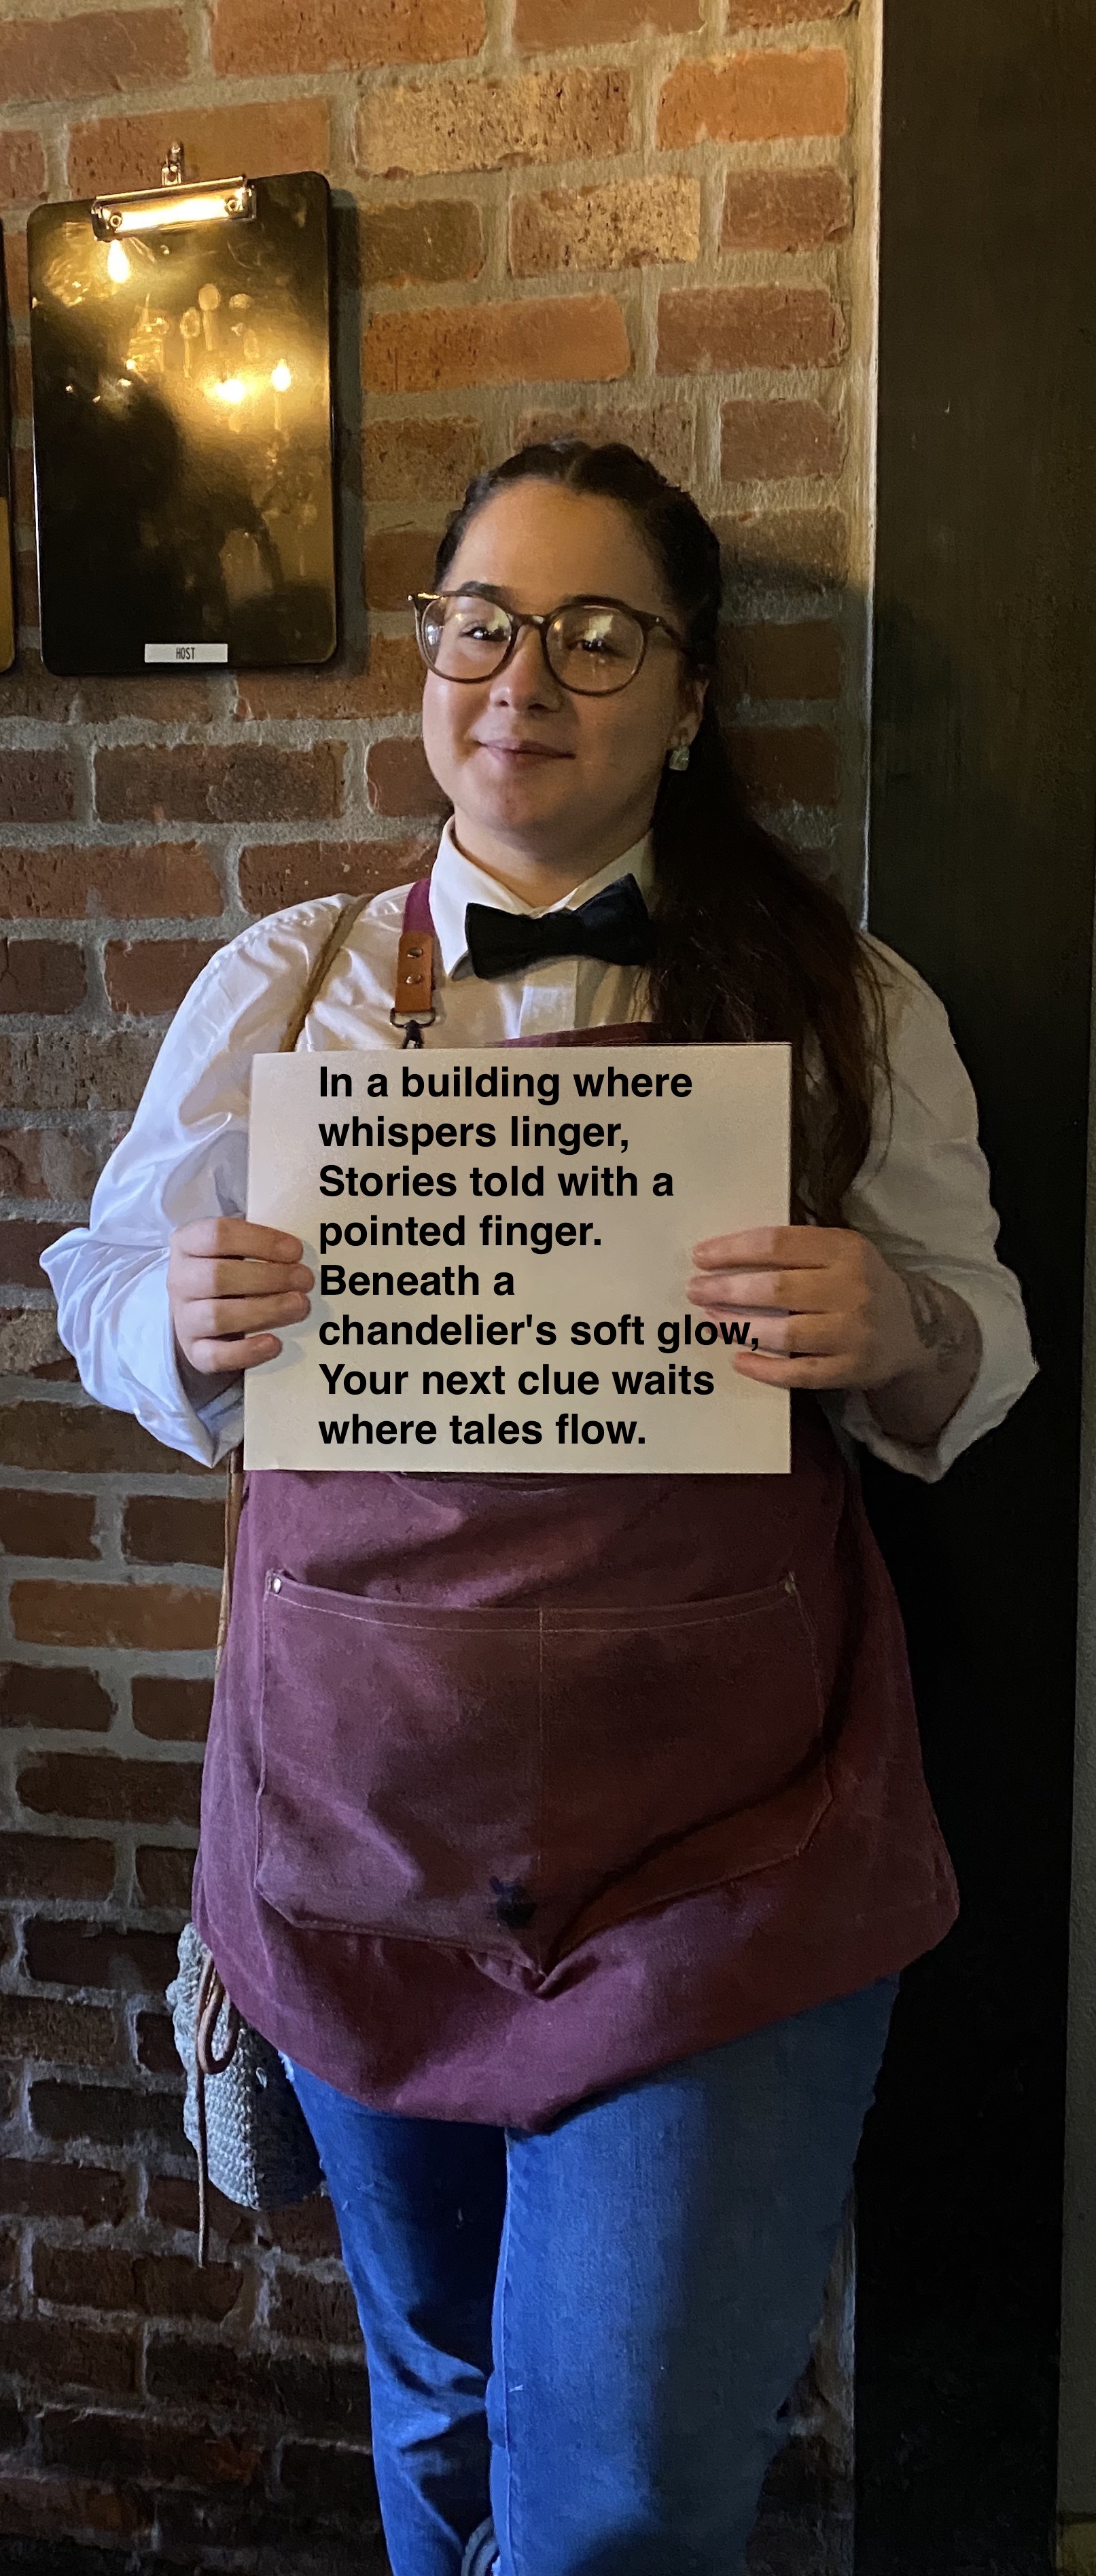 HOST
In a building where
whispers linger,
Stories told with a
pointed finger.
Beneath a
chandelier's soft glow,
Your next clue waits
where tales flow.